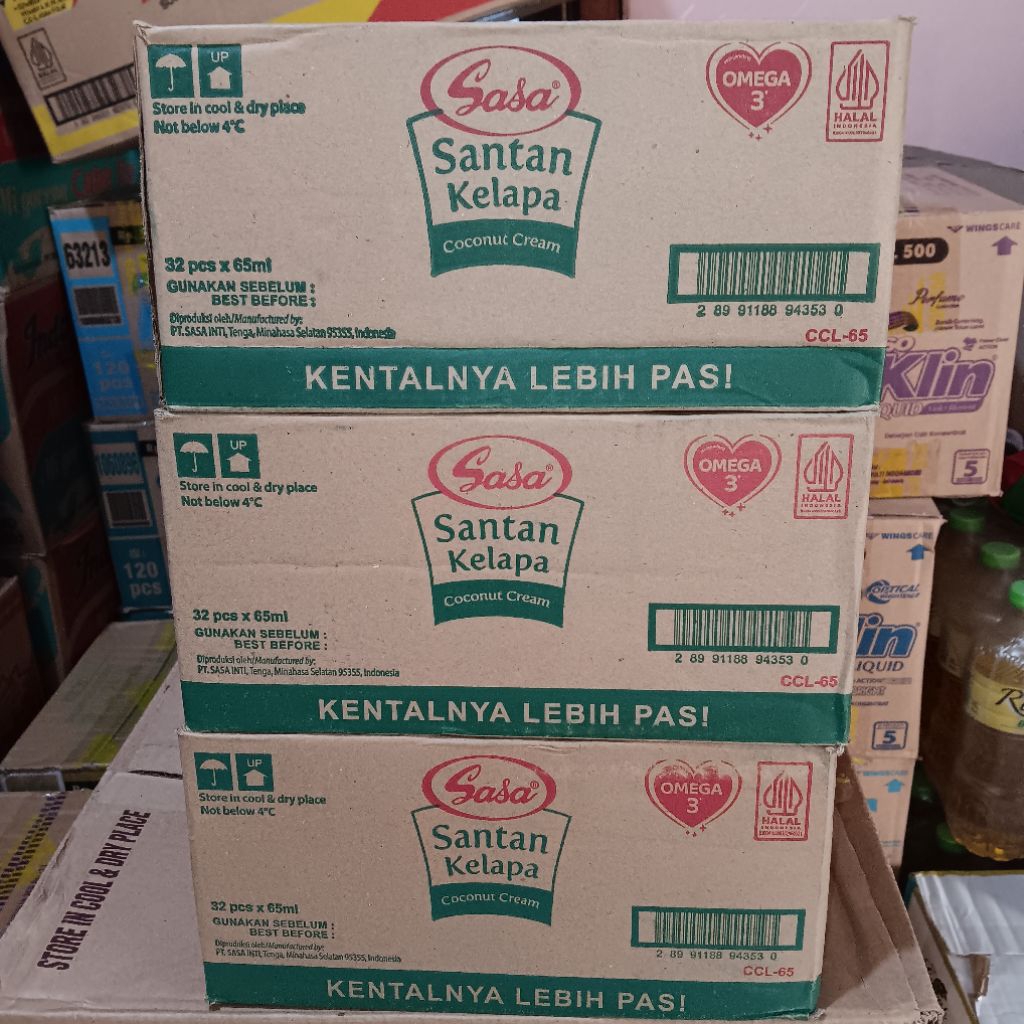 UP
Store in cool & dry place
Not below 4°C
Sasa®
Santan
Kelapa
Coconut Cream
OMEGA
3
HALAL
INDONESIA
32 pcs x 65ml
GUNAKAN SEBELUM :
BEST BEFORE :
Diproduksi oleh/Manufactured by:
PT. SASA INTI, Tenga, Minahasa Selatan 95355, Indonesia
2 89 91188 94353 0
CCL-65
KENTALNYA LEBIH PAS!
UP
Store in cool & dry place
Not below 4°C
Sasa®
Santan
Kelapa
Coconut Cream
OMEGA
3
HALAL
INDONESIA
32 pcs x 65ml
GUNAKAN SEBELUM :
BEST BEFORE :
Diproduksi oleh/Manufactured by:
PT. SASA INTI, Tenga, Minahasa Selatan 95355, Indonesia
2 89 91188 94353 0
CCL-65
KENTALNYA LEBIH PAS!
UP
Store in cool & dry place
Not below 4°C
Sasa®
Santan
Kelapa
Coconut Cream
OMEGA
3
HALAL
INDONESIA
32 pcs x 65ml
GUNAKAN SEBELUM :
BEST BEFORE :
Diproduksi oleh/Manufactured by:
PT. SASA INTI, Tenga, Minahasa Selatan 95355, Indonesia
2 89 91188 94353 0
CCL-65
KENTALNYA LEBIH PAS!
HALAL
63213
120
pcs
120
pcs
STORE IN COOL & DRY PLACE
WINGSCARE
500
Parfume
Klin
QUID
5
WINGSCARE
OPTICAL
lin
IQUID
5